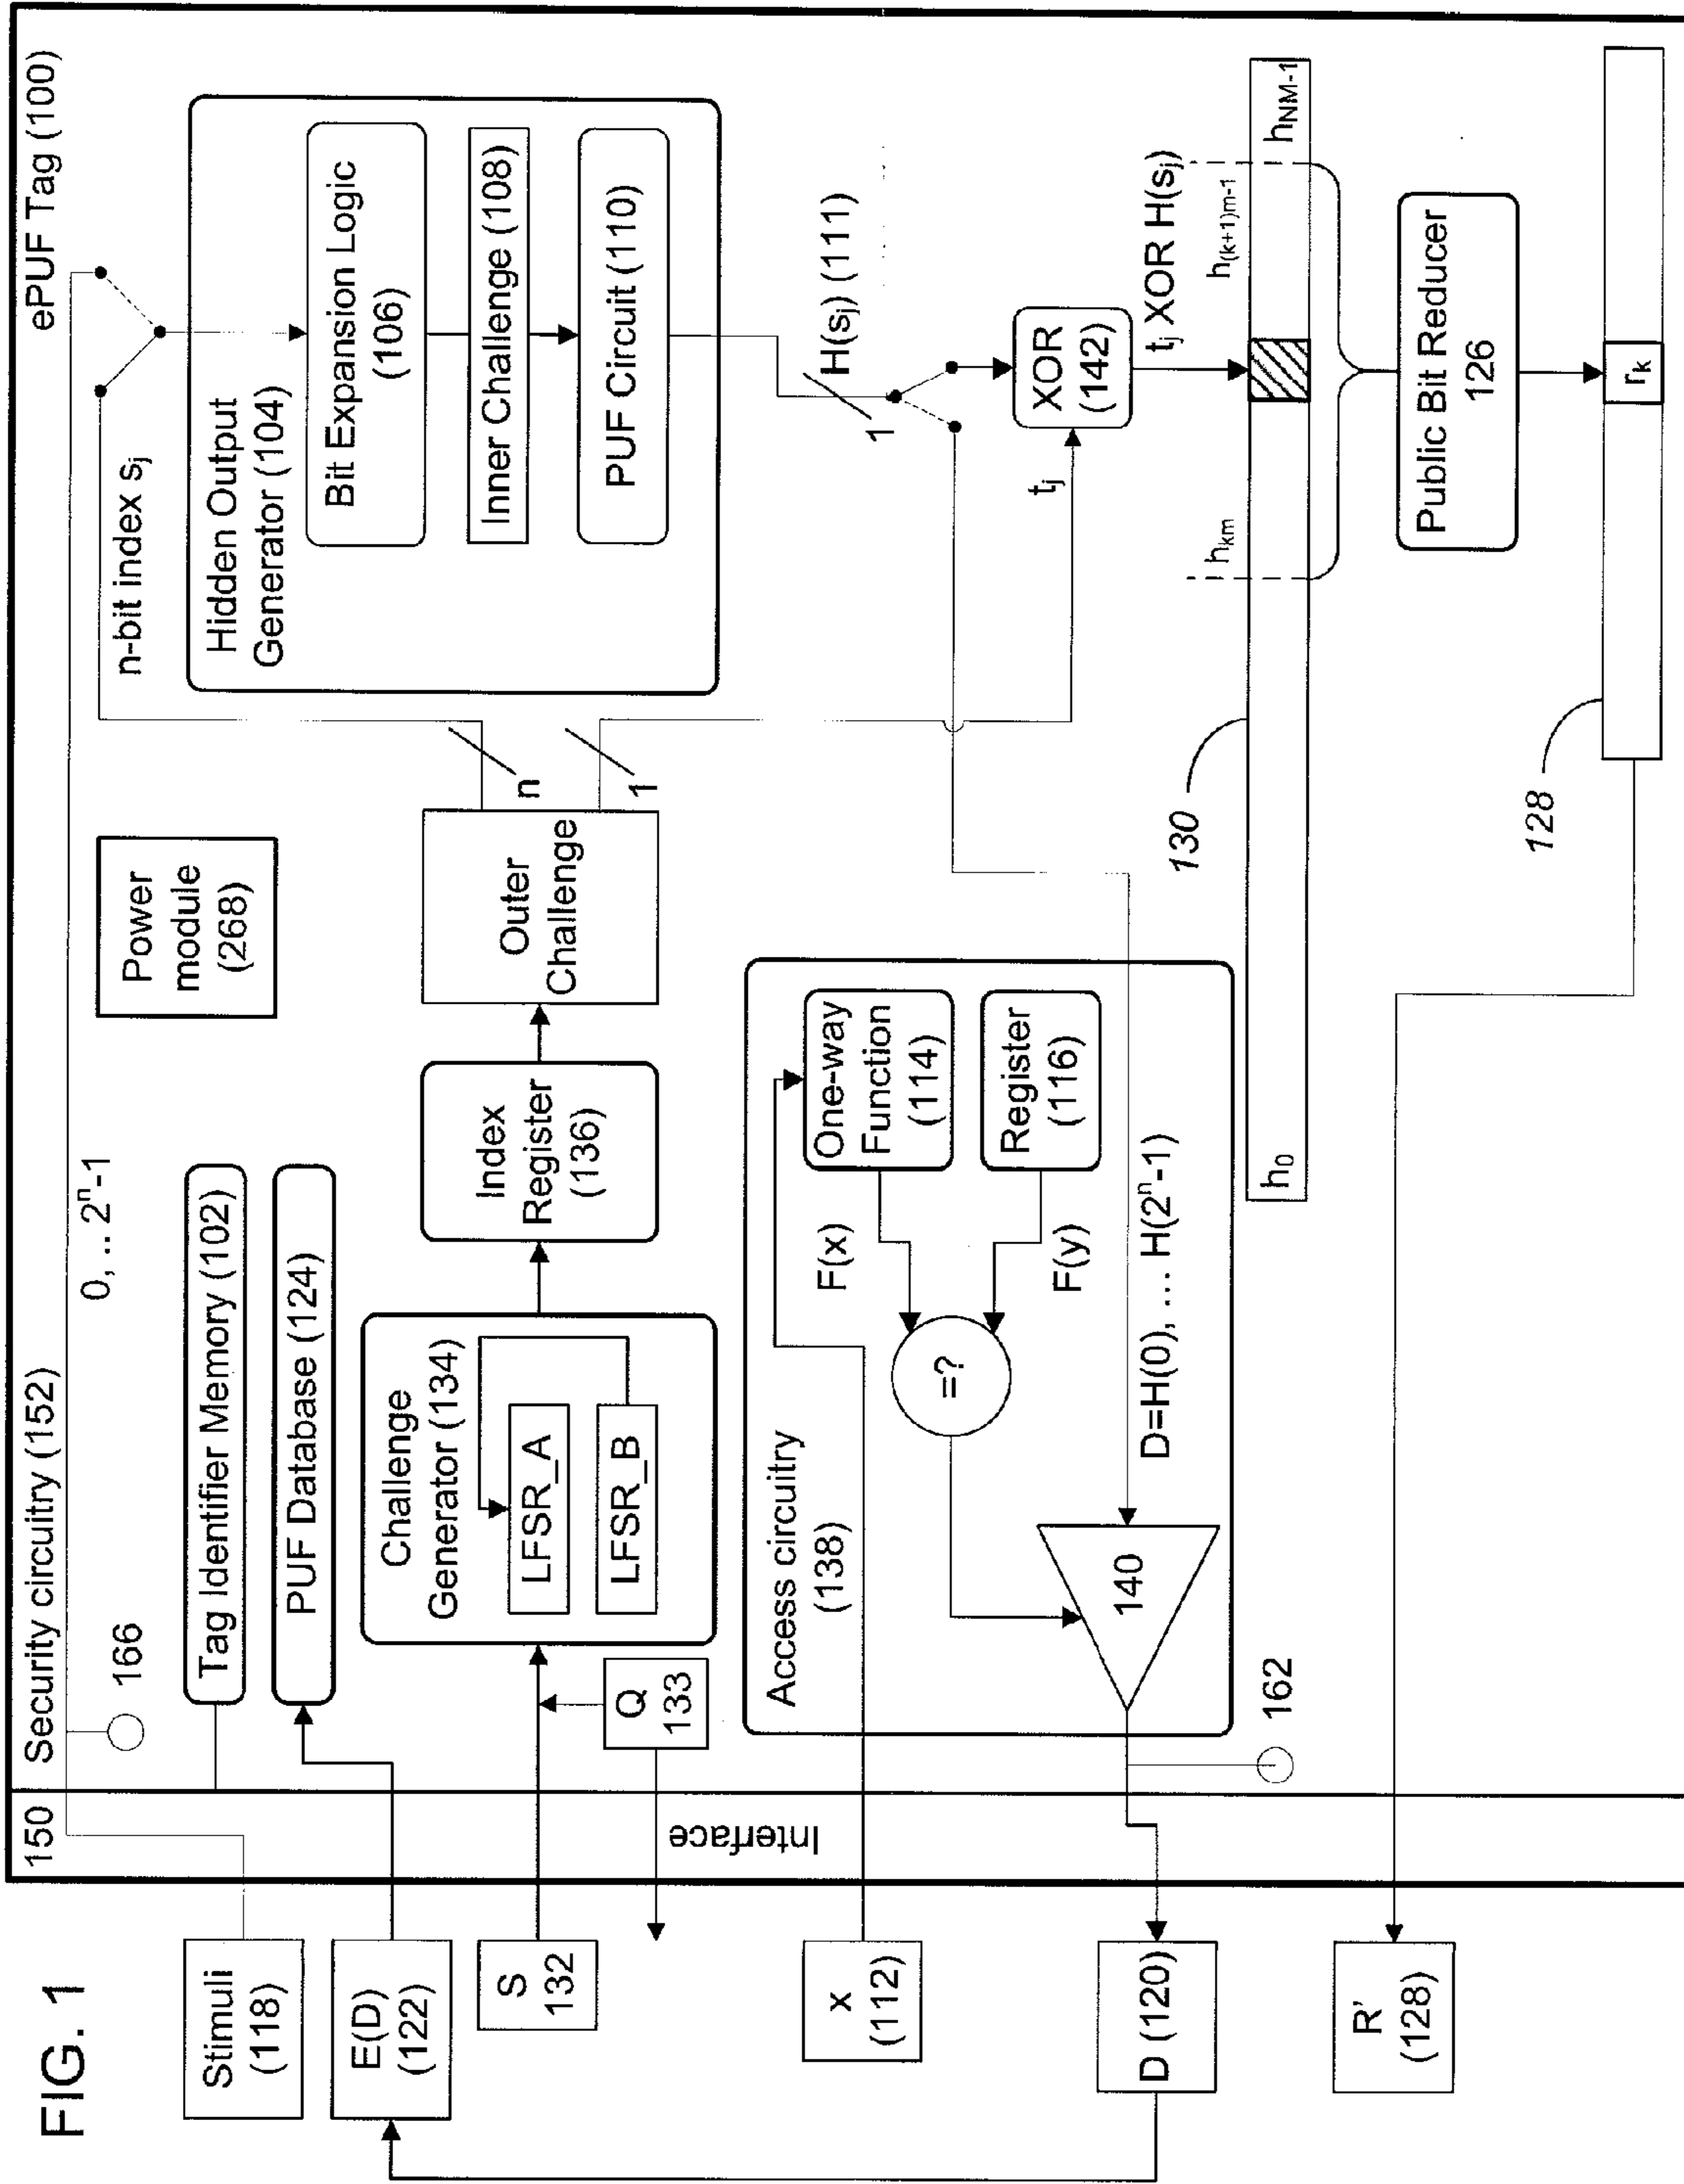 FIG. 1
ePUF Tag (100)
150
Security circuitry (152)
166
0, .. 2ⁿ-1
Stimuli
(118)
E(D)
(122)
S
132
x
(112)
D (120)
R'
(128)
Interface
Tag Identifier Memory (102)
PUF Database (124)
Power
module
(268)
Challenge
Generator (134)
LFSR_A
LFSR_B
Q
133
Index
Register
(136)
Outer
Challenge
n
1
n-bit index sⱼ
Hidden Output
Generator (104)
Bit Expansion Logic
(106)
Inner Challenge (108)
PUF Circuit (110)
H(sⱼ) (111)
1
Access circuitry
(138)
One-way
Function
(114)
Register
(116)
F(x)
F(y)
=?
140
D=H(0), ... H(2ⁿ-1)
162
tⱼ
XOR
(142)
tⱼ XOR H(sⱼ)
130
h₀
hₖₘ
h₍ₖ₊₁₎ₘ₋₁
h_NM-1
Public Bit Reducer
126
128
rₖ